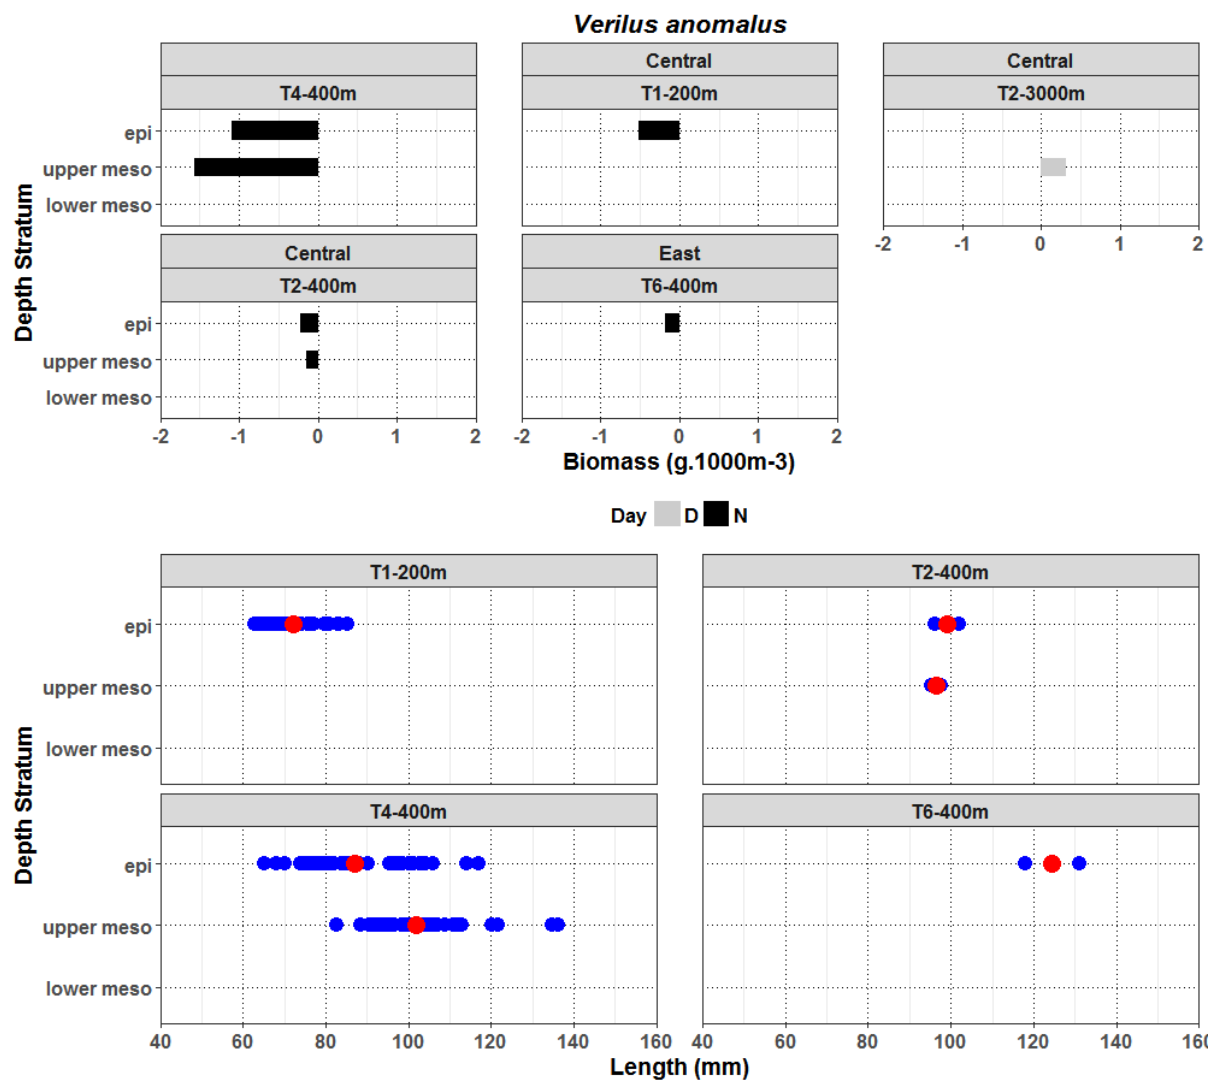 Verilus anomalus
Central Central
T4-400m T1-200m T2-3000m
epi
upper meso
lower meso
-2 -1 0 1 2
Central East
T2-400m T6-400m
epi
upper meso
lower meso
-2 -1 0 1 2 -2 -1 0 1 2
Depth Stratum
Biomass (g.1000m-3)
Day D N
T1-200m T2-400m
epi
upper meso
lower meso
T4-400m T6-400m
epi
upper meso
lower meso
40 60 80 100 120 140 160 40 60 80 100 120 140 160
Depth Stratum
Length (mm)